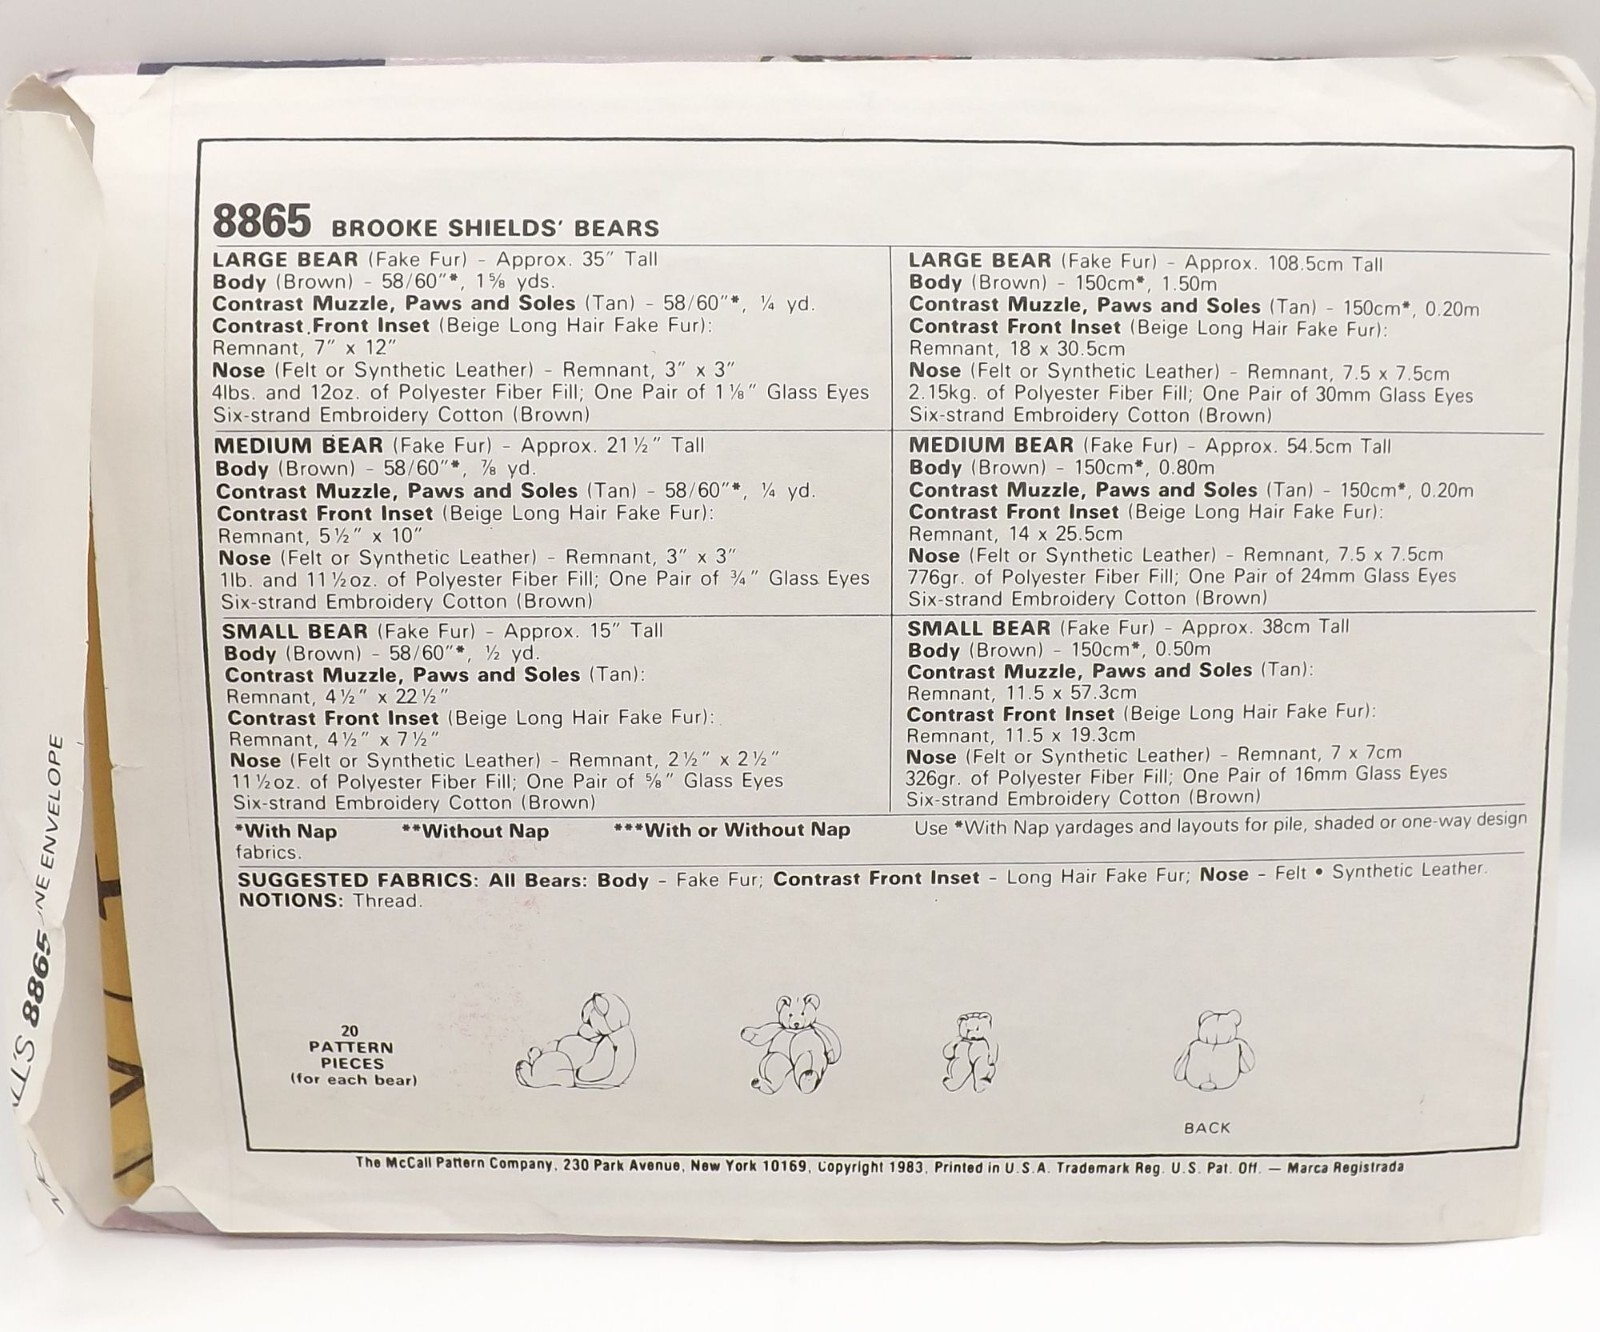 8865 BROOKE SHIELDS' BEARS
LARGE BEAR (Fake Fur) - Approx. 35" Tall
Body (Brown) - 58/60"*, 1⅝ yds.
Contrast Muzzle, Paws and Soles (Tan) - 58/60"*, ¼ yd.
Contrast Front Inset (Beige Long Hair Fake Fur):
Remnant, 7" x 12"
Nose (Felt or Synthetic Leather) - Remnant, 3" x 3"
4lbs. and 12oz. of Polyester Fiber Fill; One Pair of 1⅛" Glass Eyes
Six-strand Embroidery Cotton (Brown)
MEDIUM BEAR (Fake Fur) - Approx. 21½" Tall
Body (Brown) - 58/60"*, ⅞ yd.
Contrast Muzzle, Paws and Soles (Tan) - 58/60"*, ¼ yd.
Contrast Front Inset (Beige Long Hair Fake Fur):
Remnant, 5½" x 10"
Nose (Felt or Synthetic Leather) - Remnant, 3" x 3"
1lb. and 11½oz. of Polyester Fiber Fill; One Pair of ¾" Glass Eyes
Six-strand Embroidery Cotton (Brown)
SMALL BEAR (Fake Fur) - Approx. 15" Tall
Body (Brown) - 58/60"*, ½ yd.
Contrast Muzzle, Paws and Soles (Tan):
Remnant, 4½" x 22½"
Contrast Front Inset (Beige Long Hair Fake Fur):
Remnant, 4½" x 7½"
Nose (Felt or Synthetic Leather) - Remnant, 2½" x 2½"
11½oz. of Polyester Fiber Fill; One Pair of ⅝" Glass Eyes
Six-strand Embroidery Cotton (Brown)
LARGE BEAR (Fake Fur) - Approx. 108.5cm Tall
Body (Brown) - 150cm*, 1.50m
Contrast Muzzle, Paws and Soles (Tan) - 150cm*, 0.20m
Contrast Front Inset (Beige Long Hair Fake Fur):
Remnant, 18 x 30.5cm
Nose (Felt or Synthetic Leather) - Remnant, 7.5 x 7.5cm
2.15kg. of Polyester Fiber Fill; One Pair of 30mm Glass Eyes
Six-strand Embroidery Cotton (Brown)
MEDIUM BEAR (Fake Fur) - Approx. 54.5cm Tall
Body (Brown) - 150cm*, 0.80m
Contrast Muzzle, Paws and Soles (Tan) - 150cm*, 0.20m
Contrast Front Inset (Beige Long Hair Fake Fur):
Remnant, 14 x 25.5cm
Nose (Felt or Synthetic Leather) - Remnant, 7.5 x 7.5cm
776gr. of Polyester Fiber Fill; One Pair of 24mm Glass Eyes
Six-strand Embroidery Cotton (Brown)
SMALL BEAR (Fake Fur) - Approx. 38cm Tall
Body (Brown) - 150cm*, 0.50m
Contrast Muzzle, Paws and Soles (Tan):
Remnant, 11.5 x 57.3cm
Contrast Front Inset (Beige Long Hair Fake Fur):
Remnant, 11.5 x 19.3cm
Nose (Felt or Synthetic Leather) - Remnant, 7 x 7cm
326gr. of Polyester Fiber Fill; One Pair of 16mm Glass Eyes
Six-strand Embroidery Cotton (Brown)
*With Nap **Without Nap ***With or Without Nap Use *With Nap yardages and layouts for pile, shaded or one-way design
fabrics.
SUGGESTED FABRICS: All Bears: Body - Fake Fur; Contrast Front Inset - Long Hair Fake Fur; Nose - Felt • Synthetic Leather.
NOTIONS: Thread.
20
PATTERN
PIECES
(for each bear)
BACK
The McCall Pattern Company, 230 Park Avenue, New York 10169, Copyright 1983, Printed in U.S.A. Trademark Reg. U.S. Pat. Off. — Marca Registrada
8865
ENVELOPE